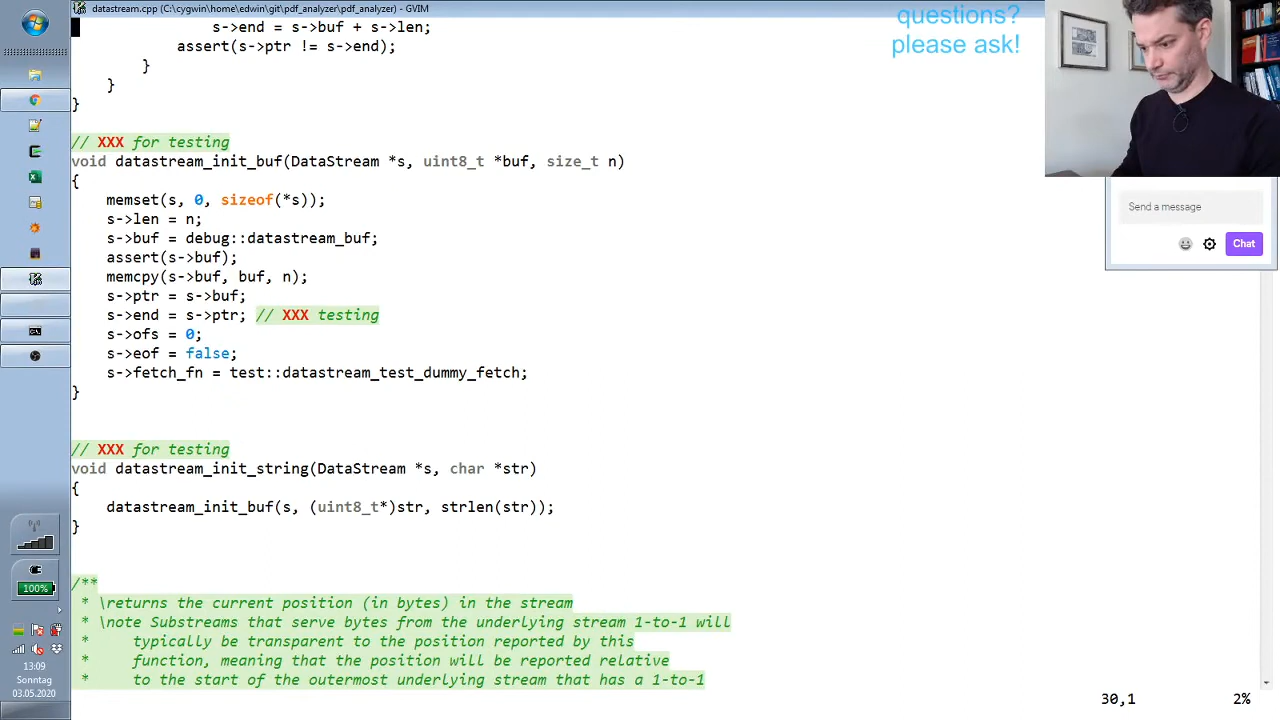 datastream.cpp (C:\cygwin\home\edwin\git\pdf_analyzer\pdf_analyzer) - GVIM
questions?
please ask!
s->end = s->buf + s->len;
assert(s->ptr != s->end);
}
}
}
// XXX for testing
void datastream_init_buf(DataStream *s, uint8_t *buf, size_t n)
{
memset(s, 0, sizeof(*s));
s->len = n;
s->buf = debug::datastream_buf;
assert(s->buf);
memcpy(s->buf, buf, n);
s->ptr = s->buf;
s->end = s->ptr; // XXX testing
s->ofs = 0;
s->eof = false;
s->fetch_fn = test::datastream_test_dummy_fetch;
}
// XXX for testing
void datastream_init_string(DataStream *s, char *str)
{
datastream_init_buf(s, (uint8_t*)str, strlen(str));
}
/**
* \returns the current position (in bytes) in the stream
* \note Substreams that serve bytes from the underlying stream 1-to-1 will
* typically be transparent to the position reported by this
* function, meaning that the position will be reported relative
* to the start of the outermost underlying stream that has a 1-to-1
30,1 2%
Send a message
Chat
100%
13:09
Sonntag
03.05.2020